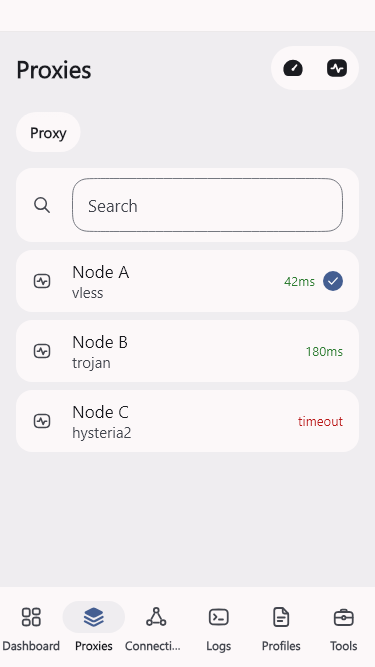 Proxies
Proxy
Search
Node A
vless
42ms
Node B
trojan
180ms
Node C
hysteria2
timeout
Dashboard
Proxies
Connecti...
Logs
Profiles
Tools